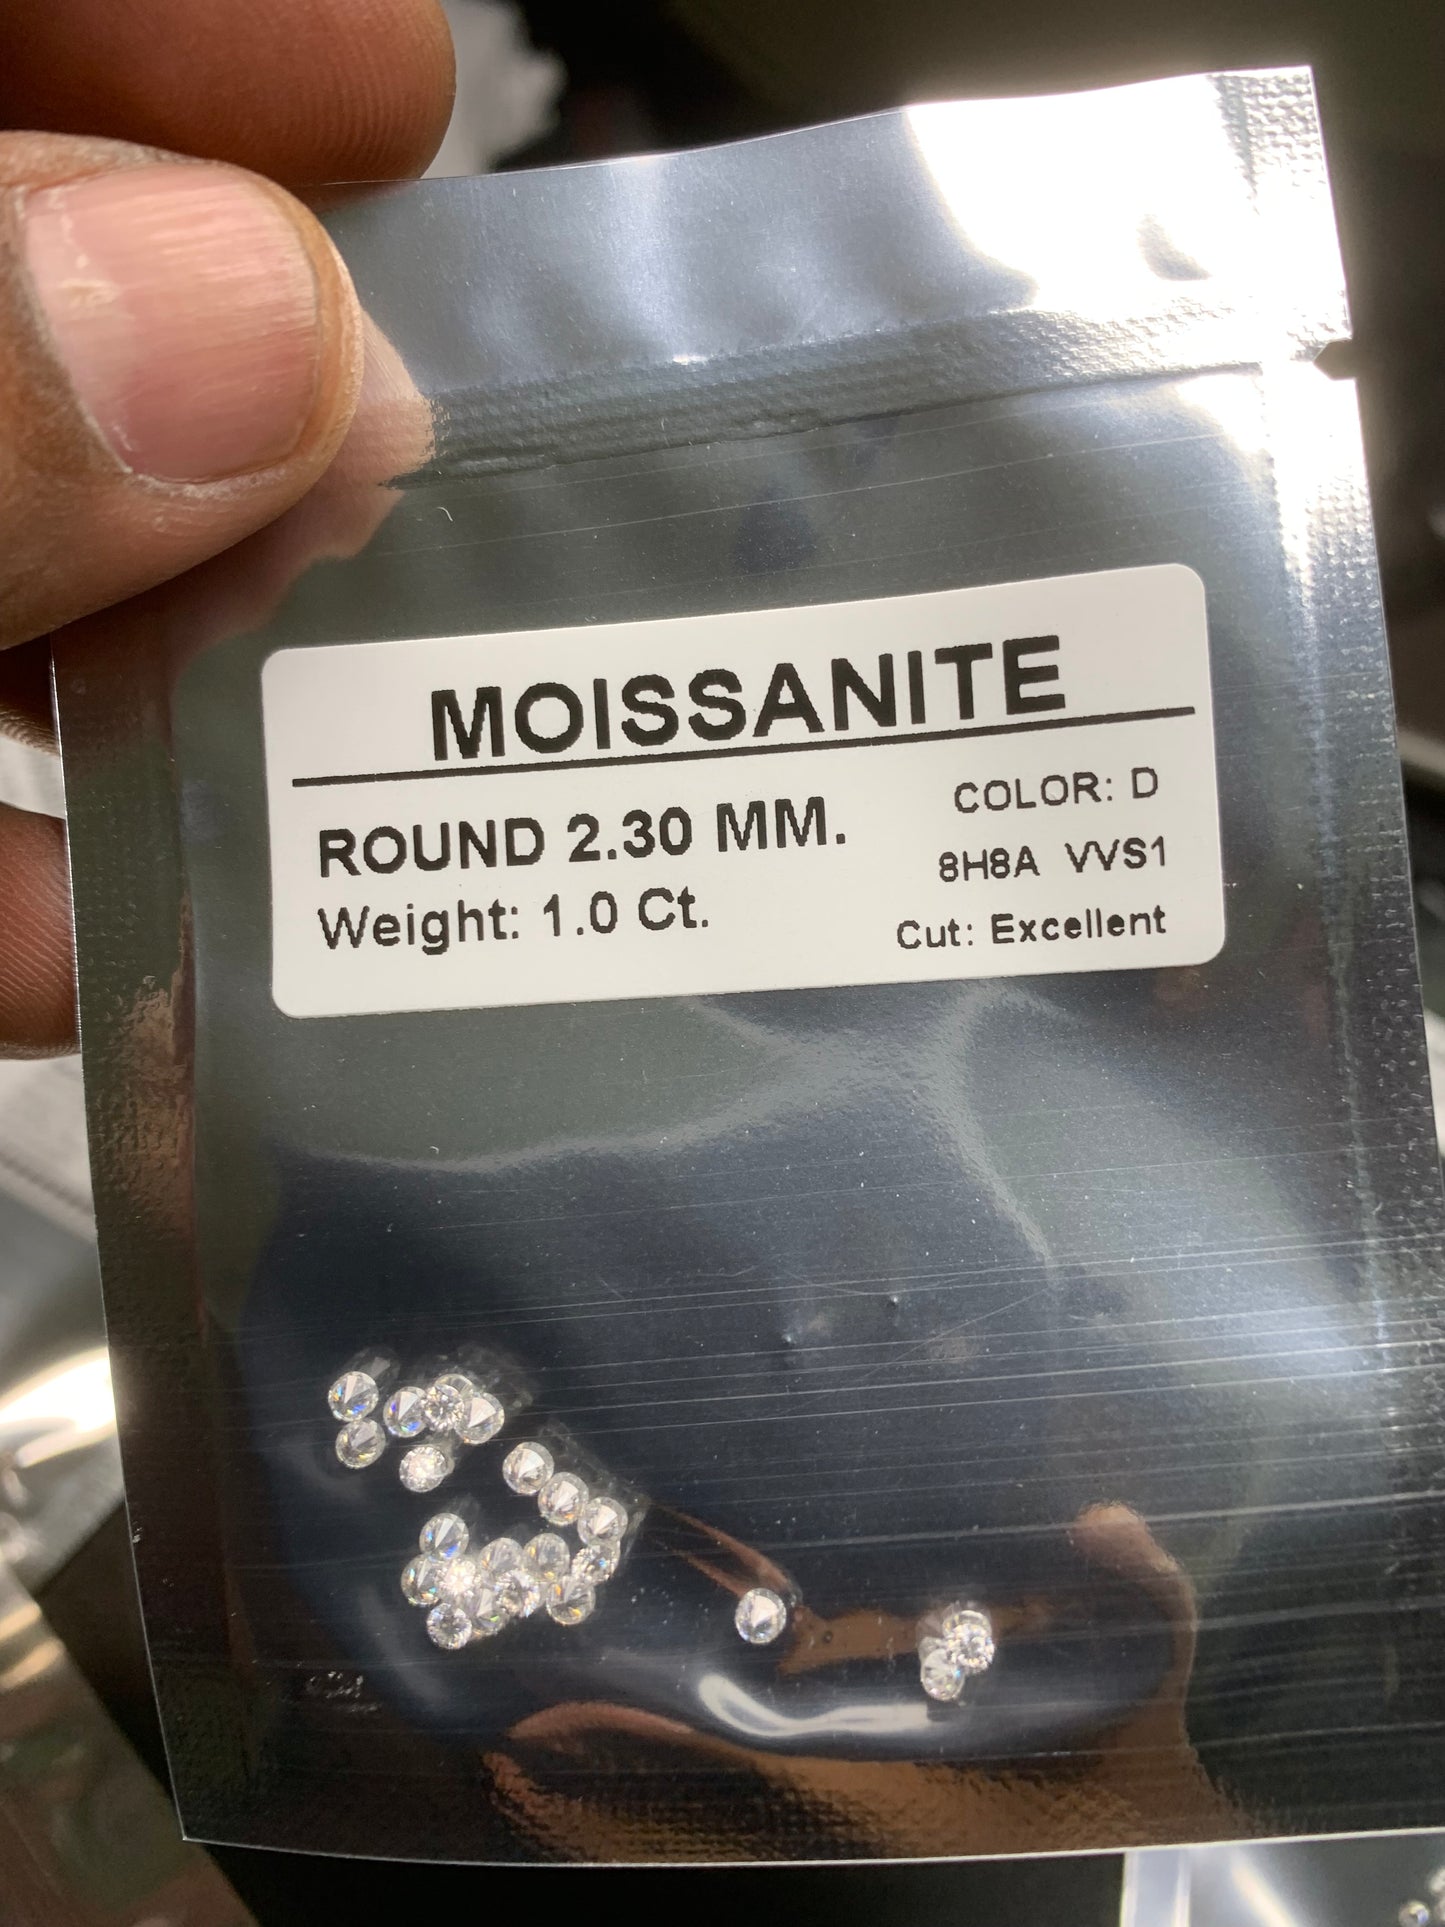 MOISSANITE
ROUND 2.30 MM.
Weight: 1.0 Ct.
COLOR: D
8H8A VVS1
Cut: Excellent